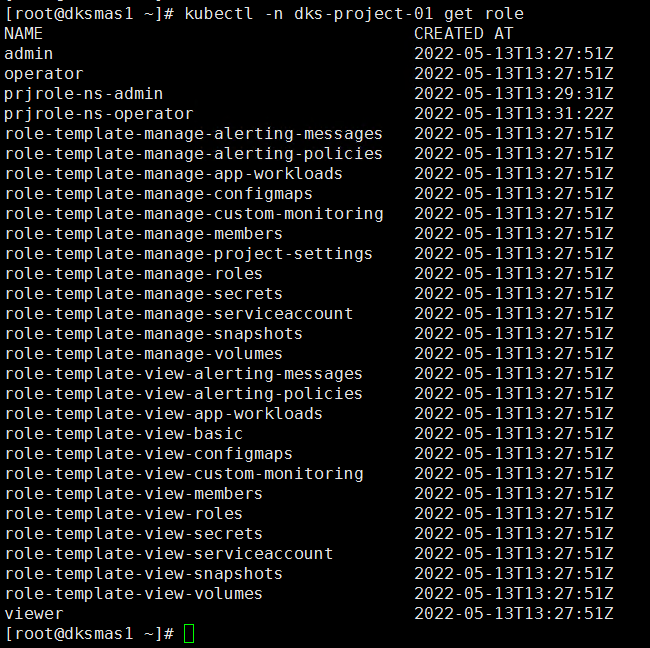 [root@dksmas1 ~]# kubectl -n dks-project-01 get role
NAME CREATED AT
admin 2022-05-13T13:27:51Z
operator 2022-05-13T13:27:51Z
prjrole-ns-admin 2022-05-13T13:29:31Z
prjrole-ns-operator 2022-05-13T13:31:22Z
role-template-manage-alerting-messages 2022-05-13T13:27:51Z
role-template-manage-alerting-policies 2022-05-13T13:27:51Z
role-template-manage-app-workloads 2022-05-13T13:27:51Z
role-template-manage-configmaps 2022-05-13T13:27:51Z
role-template-manage-custom-monitoring 2022-05-13T13:27:51Z
role-template-manage-members 2022-05-13T13:27:51Z
role-template-manage-project-settings 2022-05-13T13:27:51Z
role-template-manage-roles 2022-05-13T13:27:51Z
role-template-manage-secrets 2022-05-13T13:27:51Z
role-template-manage-serviceaccount 2022-05-13T13:27:51Z
role-template-manage-snapshots 2022-05-13T13:27:51Z
role-template-manage-volumes 2022-05-13T13:27:51Z
role-template-view-alerting-messages 2022-05-13T13:27:51Z
role-template-view-alerting-policies 2022-05-13T13:27:51Z
role-template-view-app-workloads 2022-05-13T13:27:51Z
role-template-view-basic 2022-05-13T13:27:51Z
role-template-view-configmaps 2022-05-13T13:27:51Z
role-template-view-custom-monitoring 2022-05-13T13:27:51Z
role-template-view-members 2022-05-13T13:27:51Z
role-template-view-roles 2022-05-13T13:27:51Z
role-template-view-secrets 2022-05-13T13:27:51Z
role-template-view-serviceaccount 2022-05-13T13:27:51Z
role-template-view-snapshots 2022-05-13T13:27:51Z
role-template-view-volumes 2022-05-13T13:27:51Z
viewer 2022-05-13T13:27:51Z
[root@dksmas1 ~]#